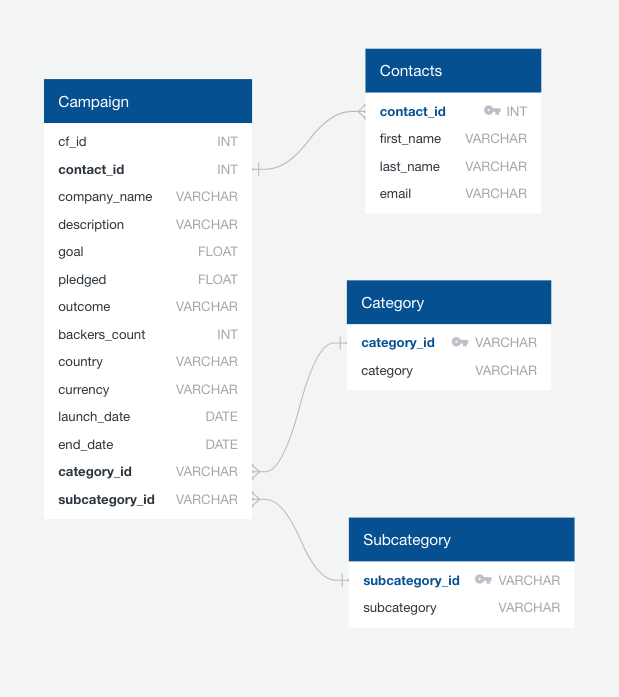 Campaign
cf_id INT
contact_id INT
company_name VARCHAR
description VARCHAR
goal FLOAT
pledged FLOAT
outcome VARCHAR
backers_count INT
country VARCHAR
currency VARCHAR
launch_date DATE
end_date DATE
category_id VARCHAR
subcategory_id VARCHAR
Contacts
contact_id INT
first_name VARCHAR
last_name VARCHAR
email VARCHAR
Category
category_id VARCHAR
category VARCHAR
Subcategory
subcategory_id VARCHAR
subcategory VARCHAR